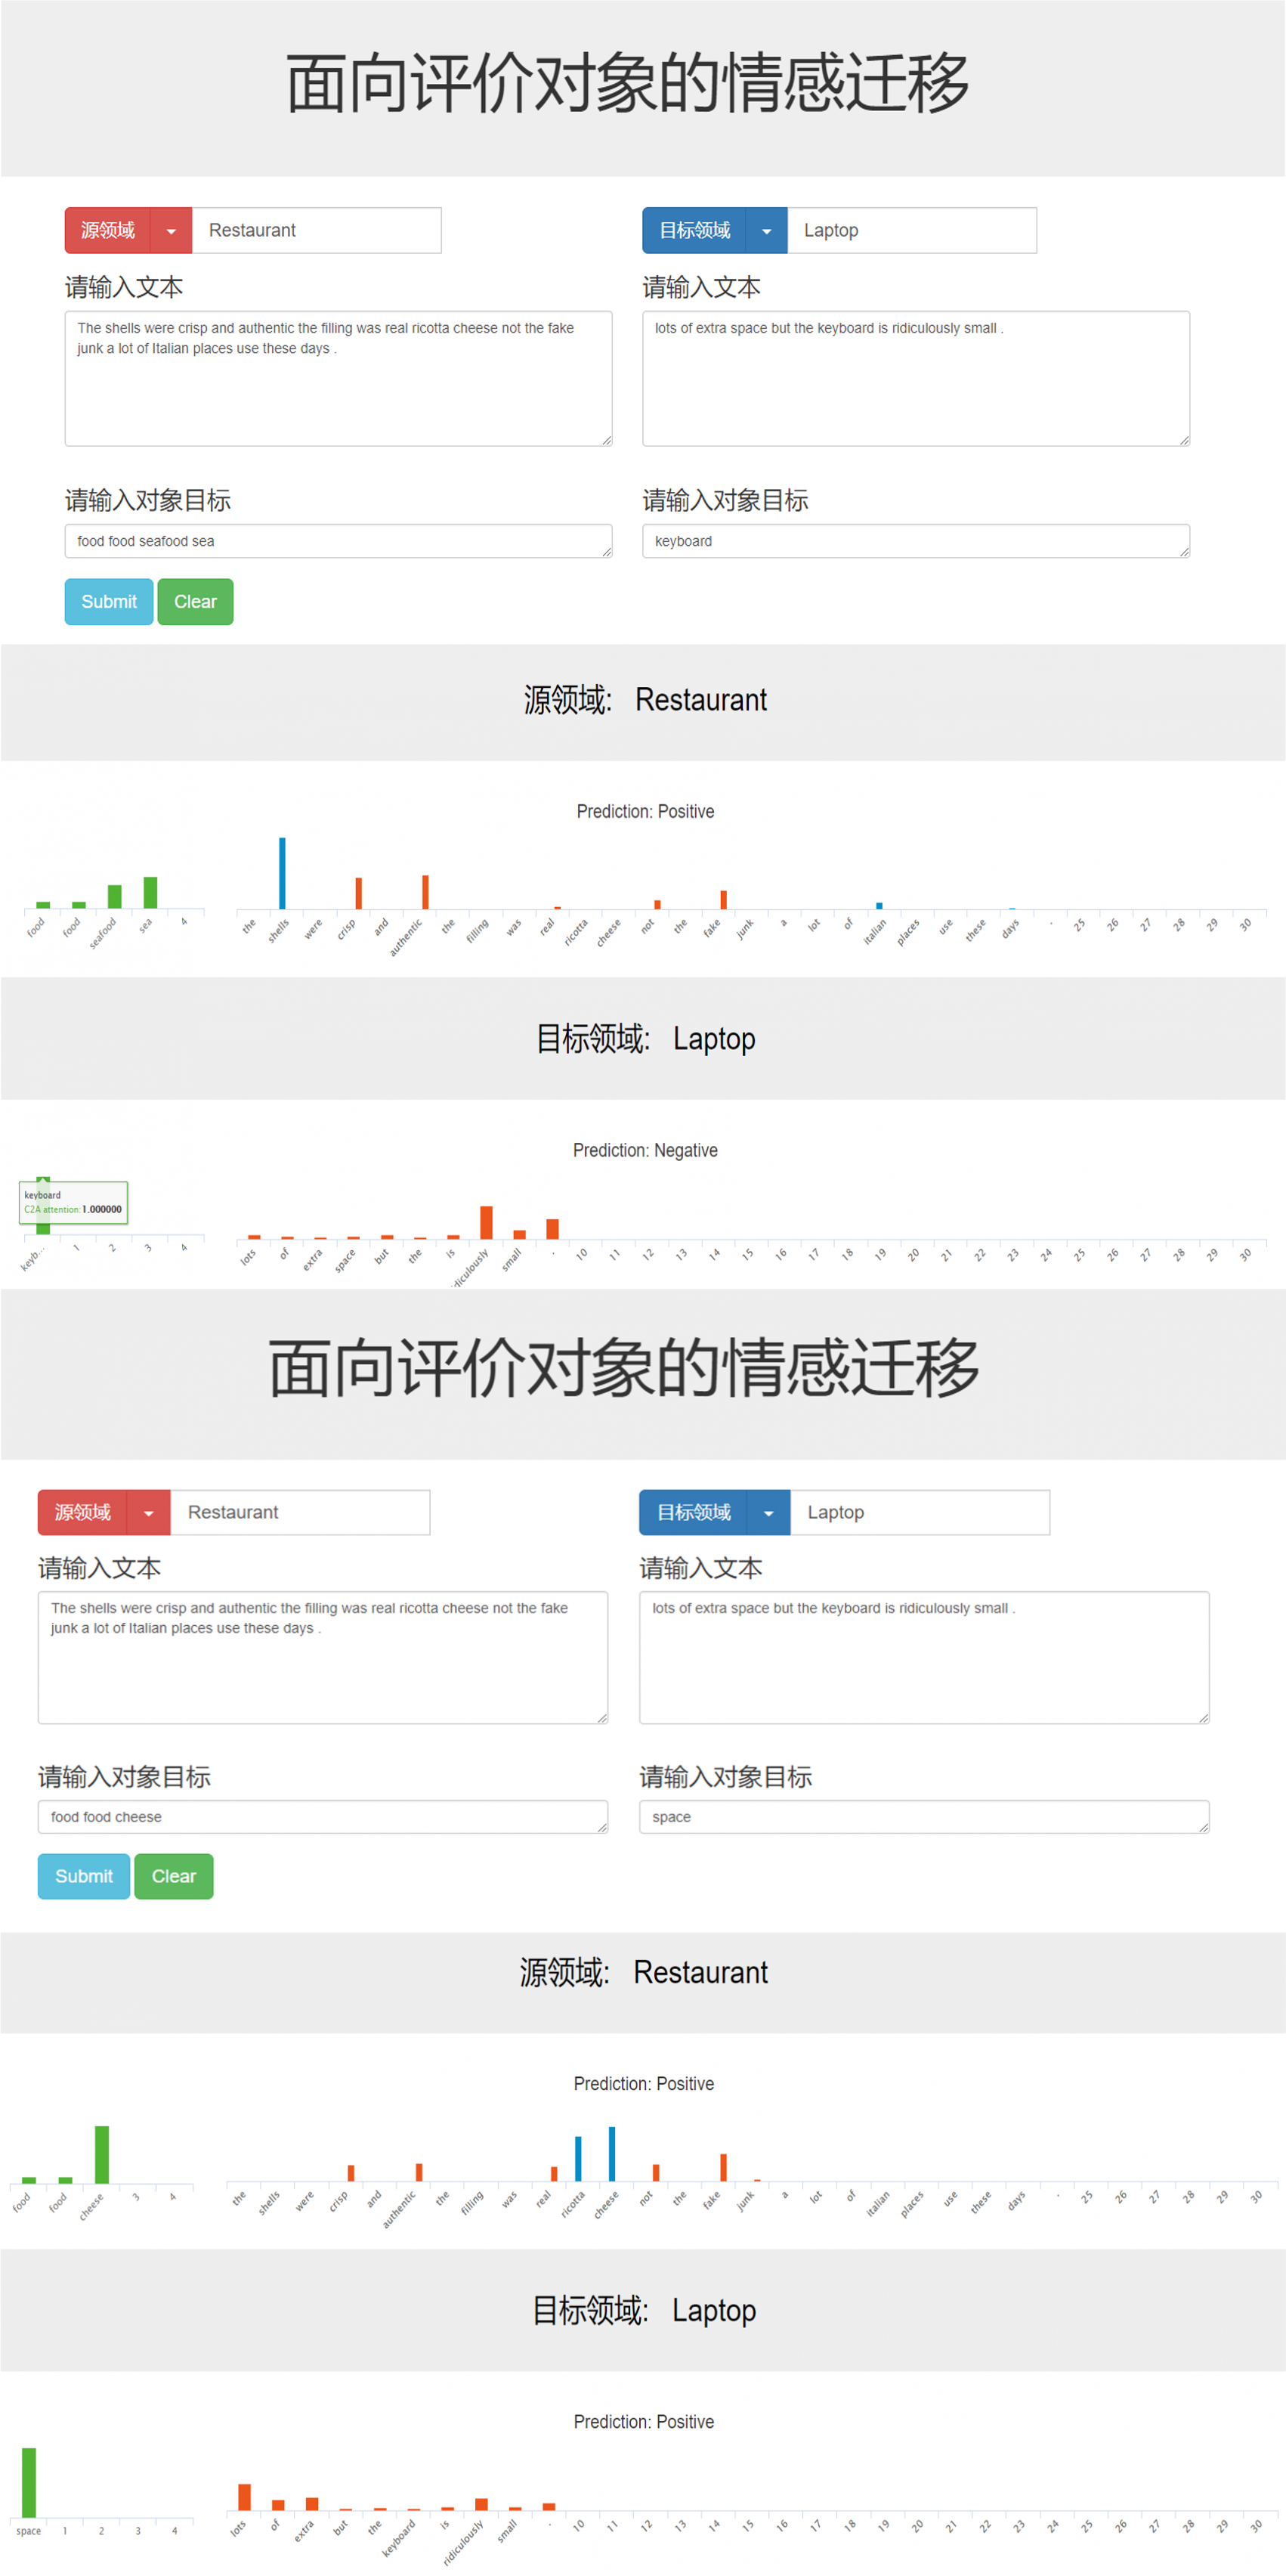 面向评价对象的情感迁移
源领域 Restaurant 目标领域 Laptop
请输入文本 请输入文本
The shells were crisp and authentic the filling was real ricotta cheese not the fake
junk a lot of Italian places use these days .
lots of extra space but the keyboard is ridiculously small .
请输入对象目标 请输入对象目标
food food seafood sea
keyboard
Submit Clear
源领域: Restaurant
Prediction: Positive
food food seafood sea 4
the shells were crisp and authentic the filling was real ricotta cheese not the fake junk a lot of italian places use these days . 25 26 27 28 29 30
目标领域: Laptop
Prediction: Negative
keyboard
C2A attention: 1.000000
keyb... 1 2 3 4
lots of extra space but the is diculously small . 10 11 12 13 14 15 16 17 18 19 20 21 22 23 24 25 26 27 28 29 30
面向评价对象的情感迁移
源领域 Restaurant 目标领域 Laptop
请输入文本 请输入文本
The shells were crisp and authentic the filling was real ricotta cheese not the fake
junk a lot of Italian places use these days .
lots of extra space but the keyboard is ridiculously small .
请输入对象目标 请输入对象目标
food food cheese
space
Submit Clear
源领域: Restaurant
Prediction: Positive
food food cheese 3 4
the shells were crisp and authentic the filling was real ricotta cheese not the fake junk a lot of italian places use these days . 25 26 27 28 29 30
目标领域: Laptop
Prediction: Positive
space 1 2 3 4
lots of extra but the keyboard is ridiculously small . 10 11 12 13 14 15 16 17 18 19 20 21 22 23 24 25 26 27 28 29 30